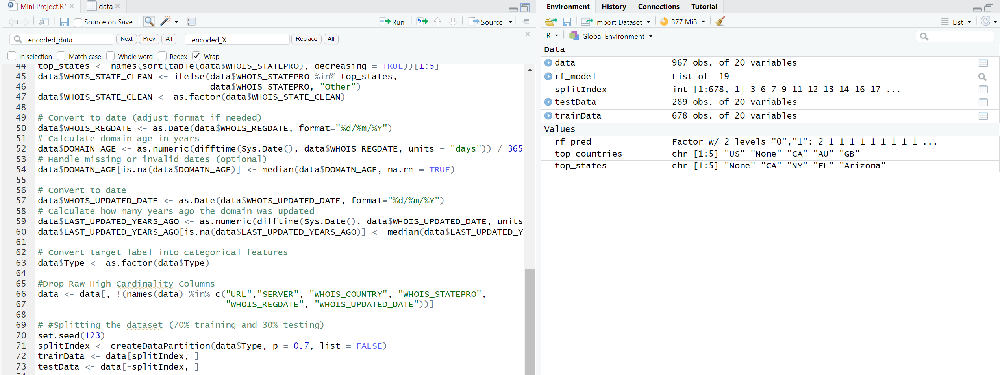 Mini Project.R*
data
Source on Save
Run
Source
encoded_data
Next
Prev
All
encoded_X
Replace
All
In selection
Match case
Whole word
Regex
Wrap
44 top_states <- names(sort(table(data$WHOIS_STATEPRO), decreasing = TRUE))[1:5]
45 data$WHOIS_STATE_CLEAN <- ifelse(data$WHOIS_STATEPRO %in% top_states,
46 data$WHOIS_STATEPRO, "Other")
47 data$WHOIS_STATE_CLEAN <- as.factor(data$WHOIS_STATE_CLEAN)
48
49 # Convert to date (adjust format if needed)
50 data$WHOIS_REGDATE <- as.Date(data$WHOIS_REGDATE, format="%d/%m/%Y")
51 # Calculate domain age in years
52 data$DOMAIN_AGE <- as.numeric(difftime(Sys.Date(), data$WHOIS_REGDATE, units = "days")) / 365
53 # Handle missing or invalid dates (optional)
54 data$DOMAIN_AGE[is.na(data$DOMAIN_AGE)] <- median(data$DOMAIN_AGE, na.rm = TRUE)
55
56 # Convert to date
57 data$WHOIS_UPDATED_DATE <- as.Date(data$WHOIS_UPDATED_DATE, format="%d/%m/%Y")
58 # Calculate how many years ago the domain was updated
59 data$LAST_UPDATED_YEARS_AGO <- as.numeric(difftime(Sys.Date(), data$WHOIS_UPDATED_DATE, units
60 data$LAST_UPDATED_YEARS_AGO[is.na(data$LAST_UPDATED_YEARS_AGO)] <- median(data$LAST_UPDATED_Y
61
62 # Convert target label into categorical features
63 data$Type <- as.factor(data$Type)
64
65 #Drop Raw High-Cardinality Columns
66 data <- data[, !(names(data) %in% c("URL","SERVER", "WHOIS_COUNTRY", "WHOIS_STATEPRO",
67 "WHOIS_REGDATE", "WHOIS_UPDATED_DATE"))]
68
69 # #Splitting the dataset (70% training and 30% testing)
70 set.seed(123)
71 splitIndex <- createDataPartition(data$Type, p = 0.7, list = FALSE)
72 trainData <- data[splitIndex, ]
73 testData <- data[-splitIndex, ]
Environment
History
Connections
Tutorial
Import Dataset
377 MiB
List
R
Global Environment
Data
data 967 obs. of 20 variables
rf_model List of 19
splitIndex int [1:678, 1] 3 6 7 9 11 12 13 14 16 17 ...
testData 289 obs. of 20 variables
trainData 678 obs. of 20 variables
Values
rf_pred Factor w/ 2 levels "0","1": 2 1 1 1 1 1 1 1 1 1 ...
top_countries chr [1:5] "US" "None" "CA" "AU" "GB"
top_states chr [1:5] "None" "CA" "NY" "FL" "Arizona"